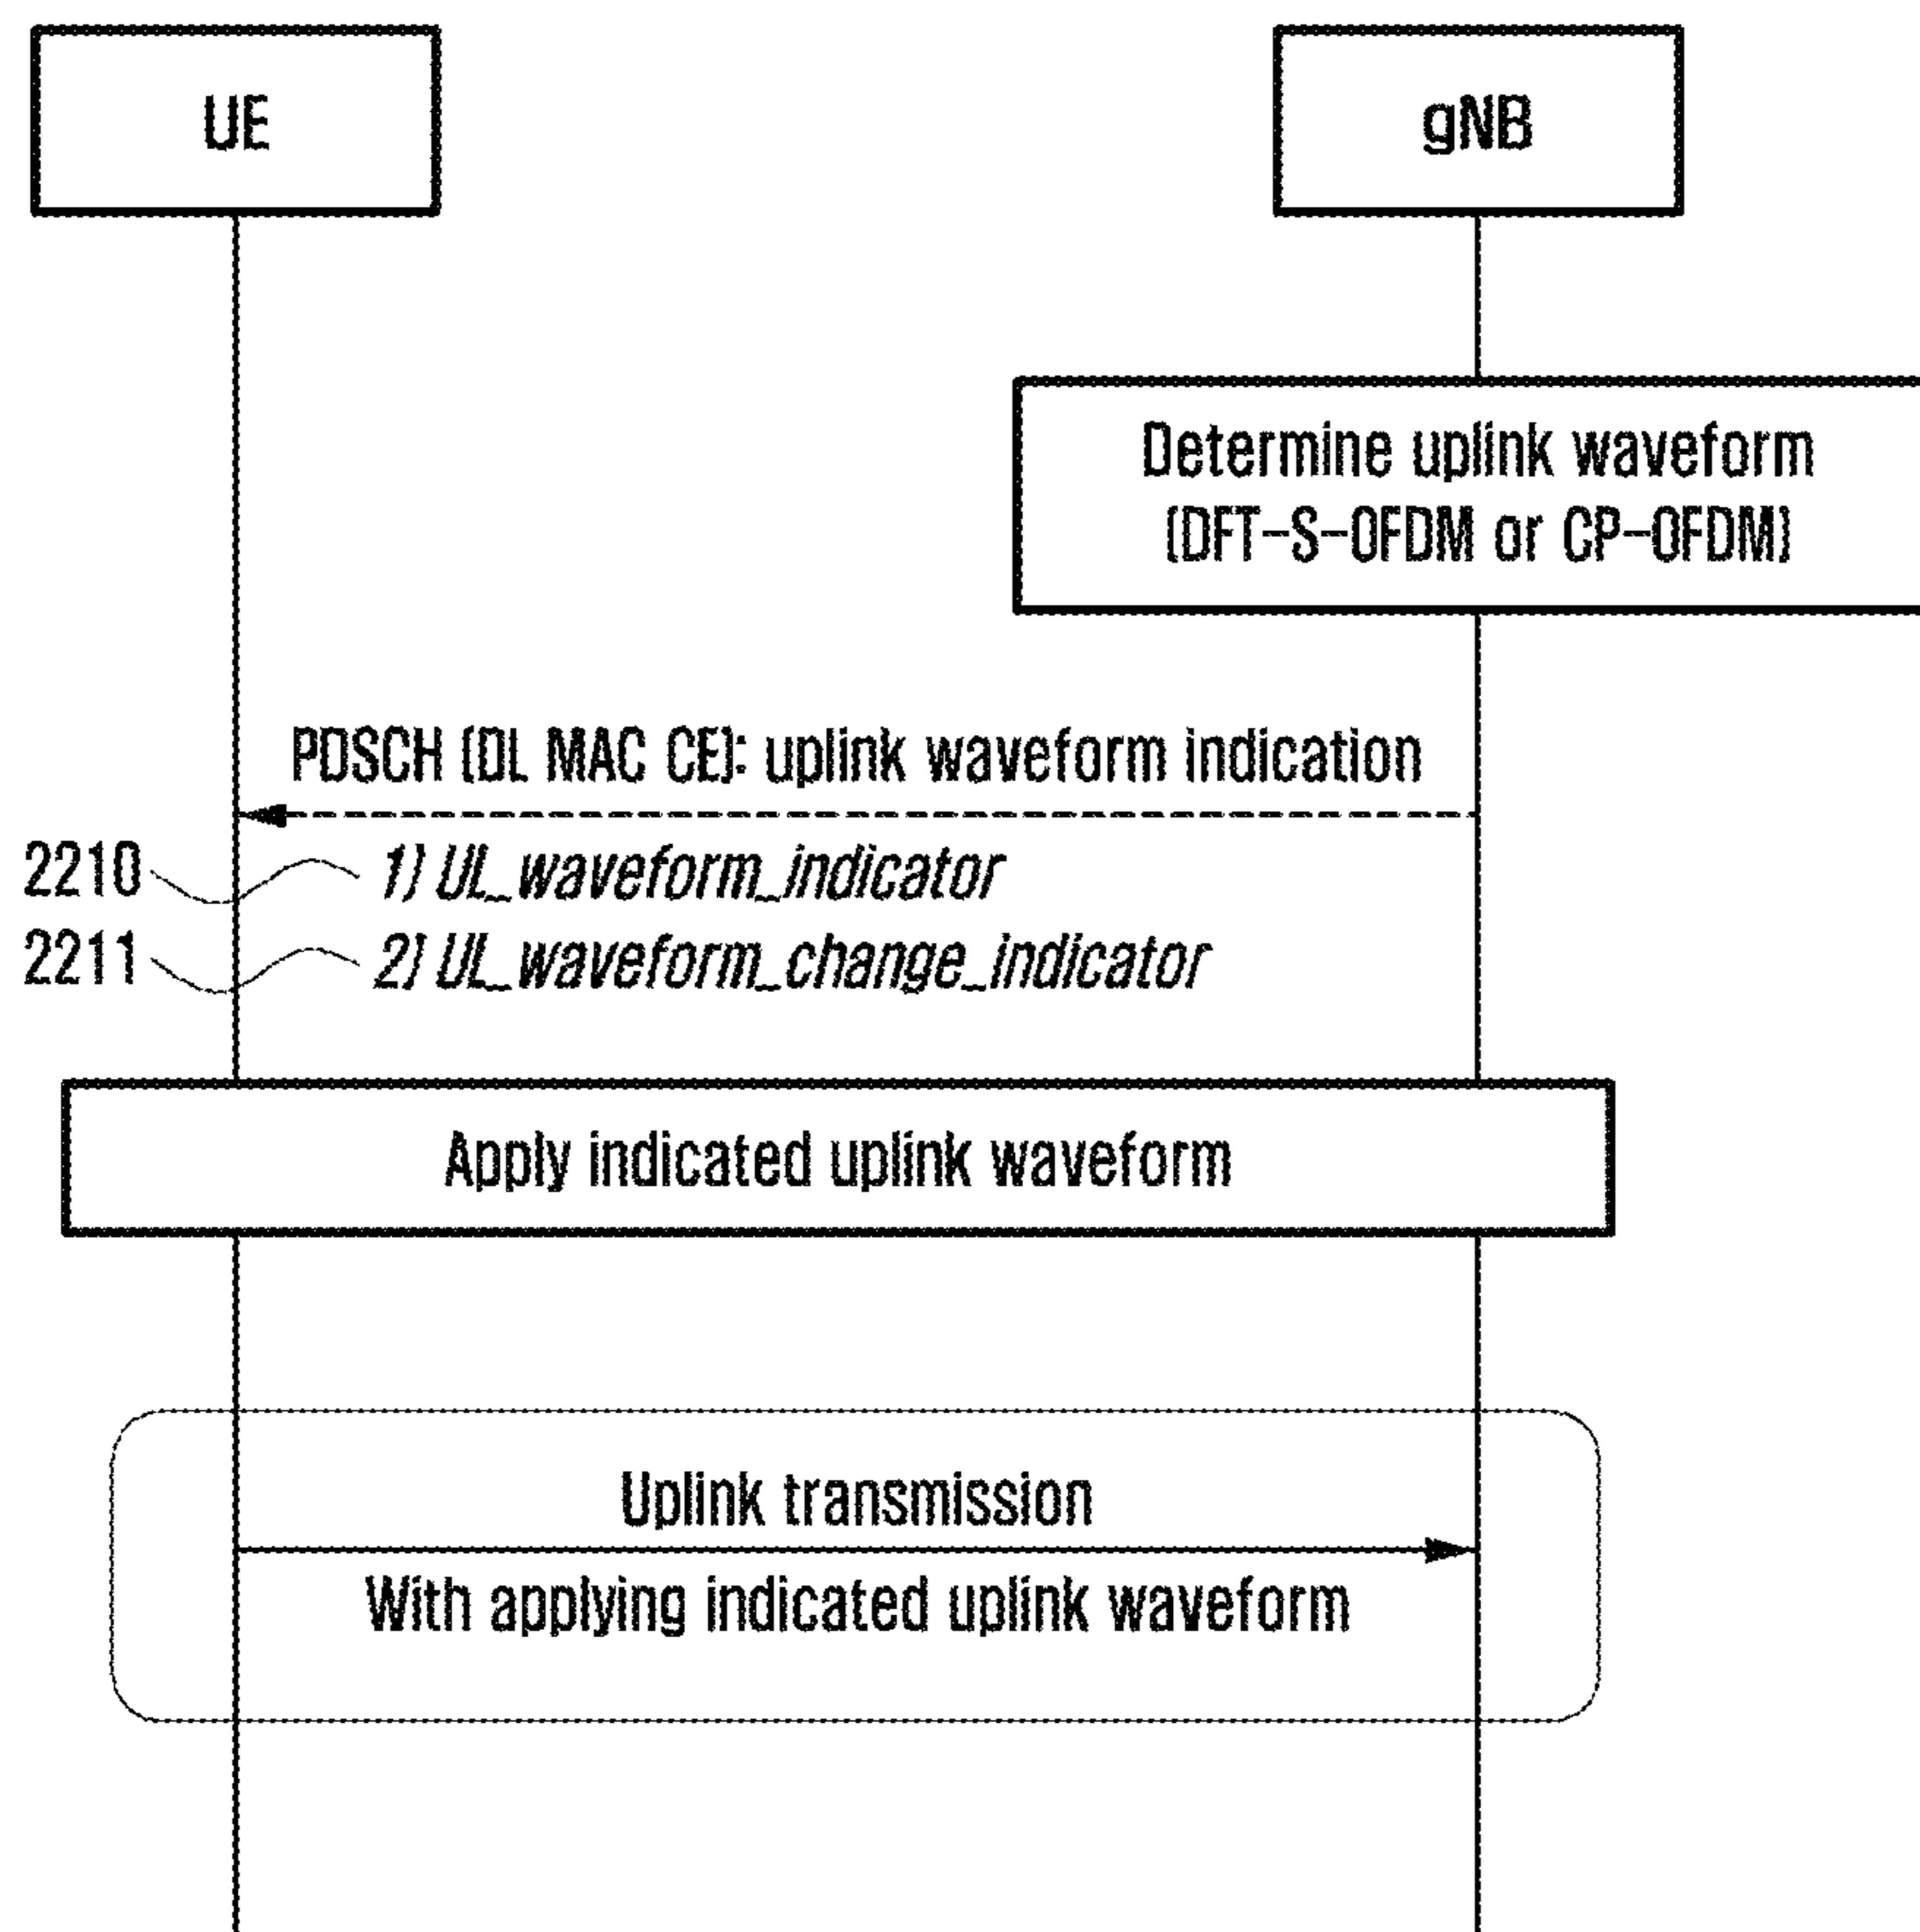 UE
gNB
Determine uplink waveform
(DFT-S-OFDM or CP-OFDM)
PDSCH (DL MAC CE): uplink waveform indication
2210 1) UL_waveform_indicator
2211 2) UL_waveform_change_indicator
Apply indicated uplink waveform
Uplink transmission
With applying indicated uplink waveform